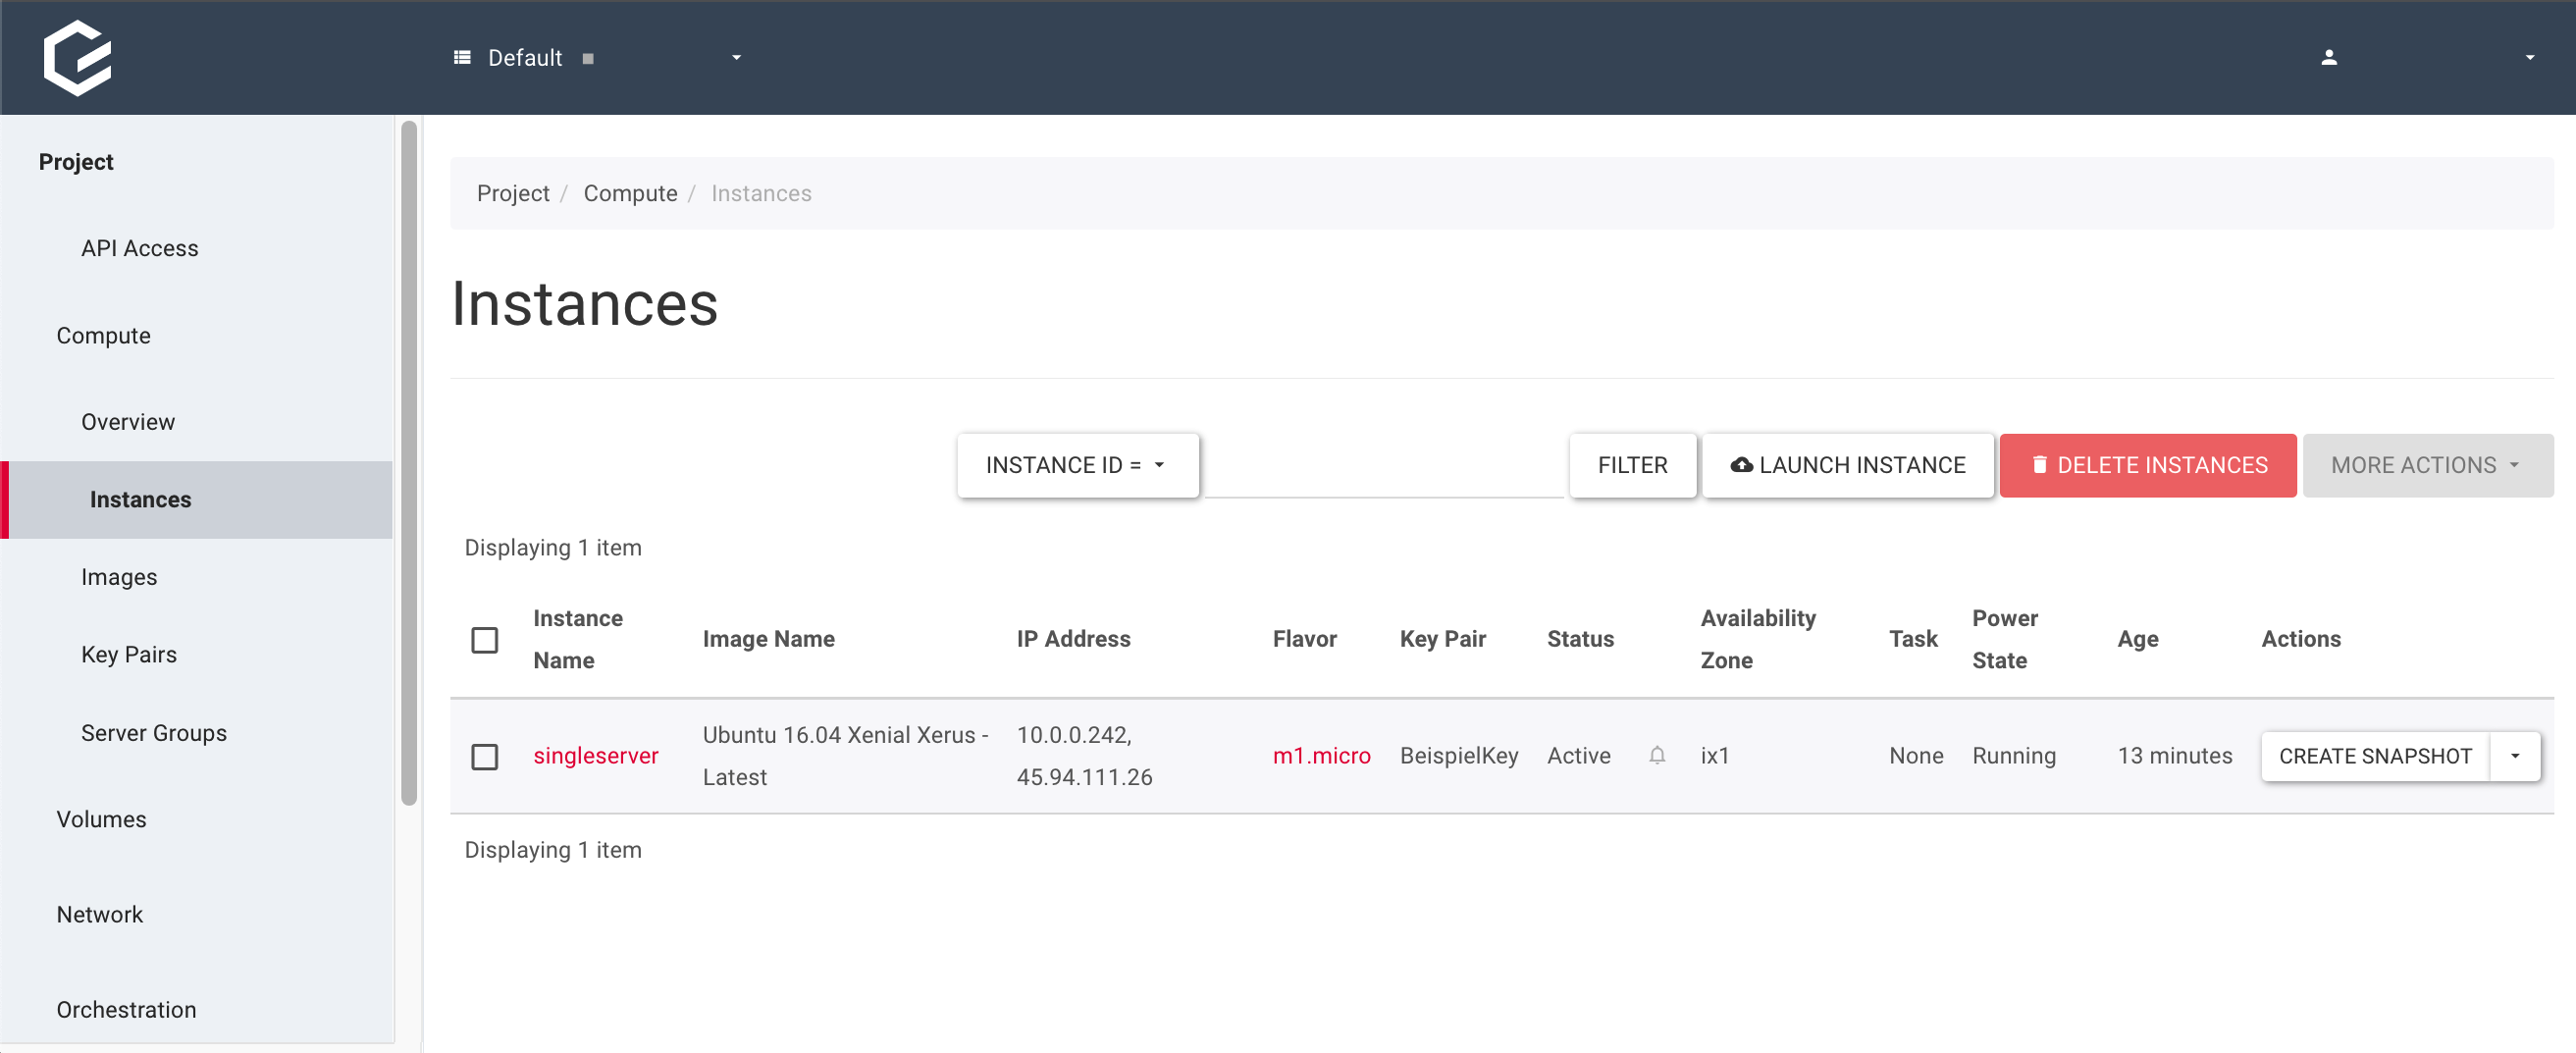 Default
Project
API Access
Compute
Overview
Instances
Images
Key Pairs
Server Groups
Volumes
Network
Orchestration
Project / Compute / Instances
Instances
INSTANCE ID =
FILTER
LAUNCH INSTANCE
DELETE INSTANCES
MORE ACTIONS
Displaying 1 item
Instance Name
Image Name
IP Address
Flavor
Key Pair
Status
Availability Zone
Task
Power State
Age
Actions
singleserver
Ubuntu 16.04 Xenial Xerus -
Latest
10.0.0.242,
45.94.111.26
m1.micro
BeispielKey
Active
ix1
None
Running
13 minutes
CREATE SNAPSHOT
Displaying 1 item